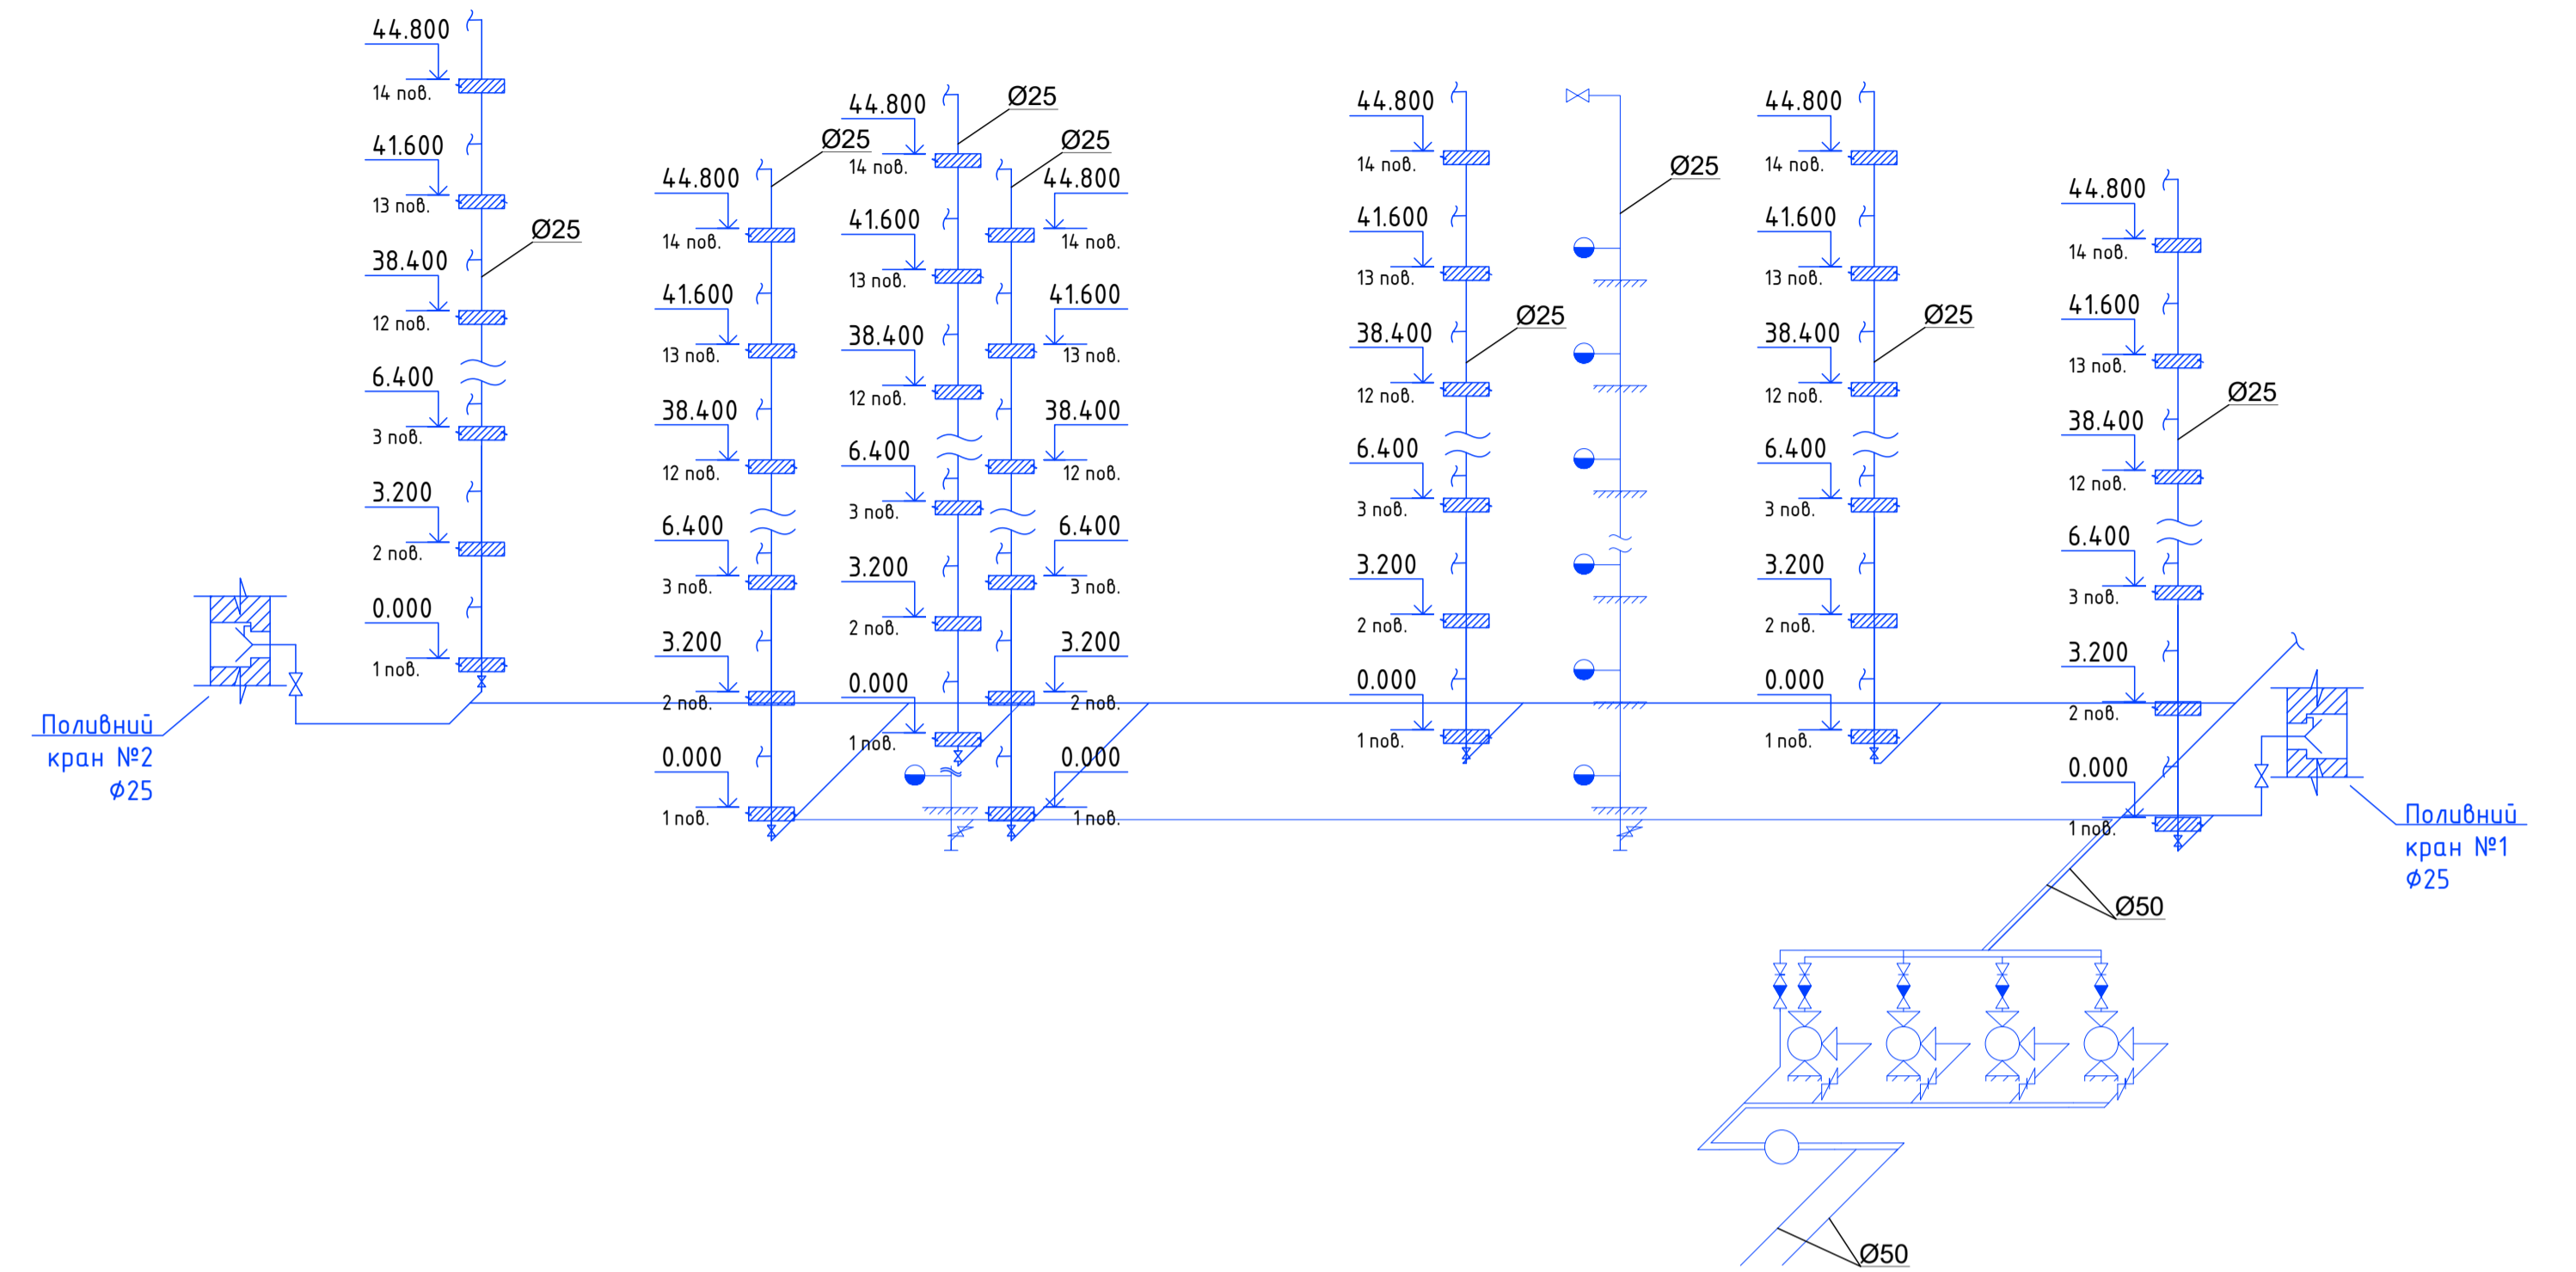 44.800
14 пов.
41.600
13 пов.
Ø25
38.400
12 пов.
6.400
3 пов.
3.200
2 пов.
0.000
1 пов.
Поливний
кран №2
Ø25
Ø25
44.800
14 пов.
41.600
13 пов.
38.400
12 пов.
6.400
3 пов.
3.200
2 пов.
0.000
1 пов.
Ø25
44.800
14 пов.
41.600
13 пов.
38.400
12 пов.
6.400
3 пов.
3.200
2 пов.
0.000
1 пов.
Ø25
44.800
14 пов.
41.600
13 пов.
38.400
12 пов.
6.400
3 пов.
3.200
2 пов.
0.000
1 пов.
44.800
14 пов.
41.600
13 пов.
Ø25
38.400
12 пов.
6.400
3 пов.
3.200
2 пов.
0.000
1 пов.
Ø25
44.800
14 пов.
41.600
13 пов.
Ø25
38.400
12 пов.
6.400
3 пов.
3.200
2 пов.
0.000
1 пов.
44.800
14 пов.
41.600
13 пов.
Ø25
38.400
12 пов.
6.400
3 пов.
3.200
2 пов.
0.000
1 пов.
Поливний
кран №1
Ø25
Ø50
Ø50